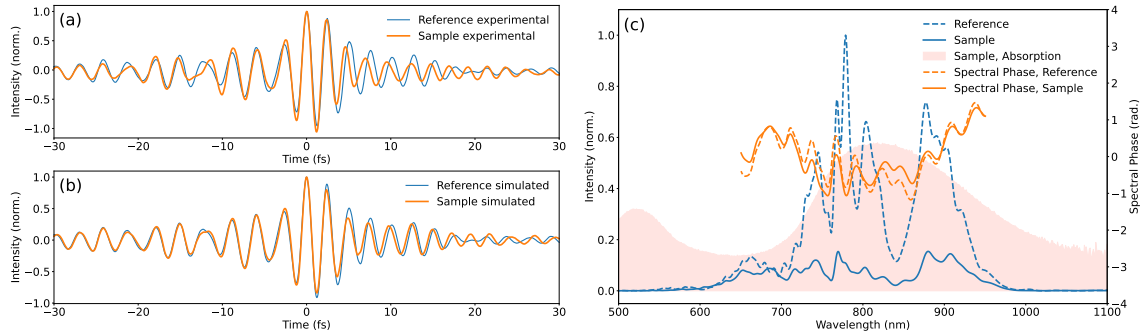 (a)
Reference experimental
Sample experimental
Intensity (norm.)
1.0
0.5
0.0
−0.5
−1.0
−30 −20 −10 0 10 20 30
Time (fs)
(b)
Reference simulated
Sample simulated
Intensity (norm.)
1.0
0.5
0.0
−0.5
−1.0
−30 −20 −10 0 10 20 30
Time (fs)
(c)
Reference
Sample
Sample, Absorption
Spectral Phase, Reference
Spectral Phase, Sample
Intensity (norm.)
1.0
0.8
0.6
0.4
0.2
0.0
500 600 700 800 900 1000 1100
Wavelength (nm)
4
3
2
1
0
−1
−2
−3
−4
Spectral Phase (rad.)